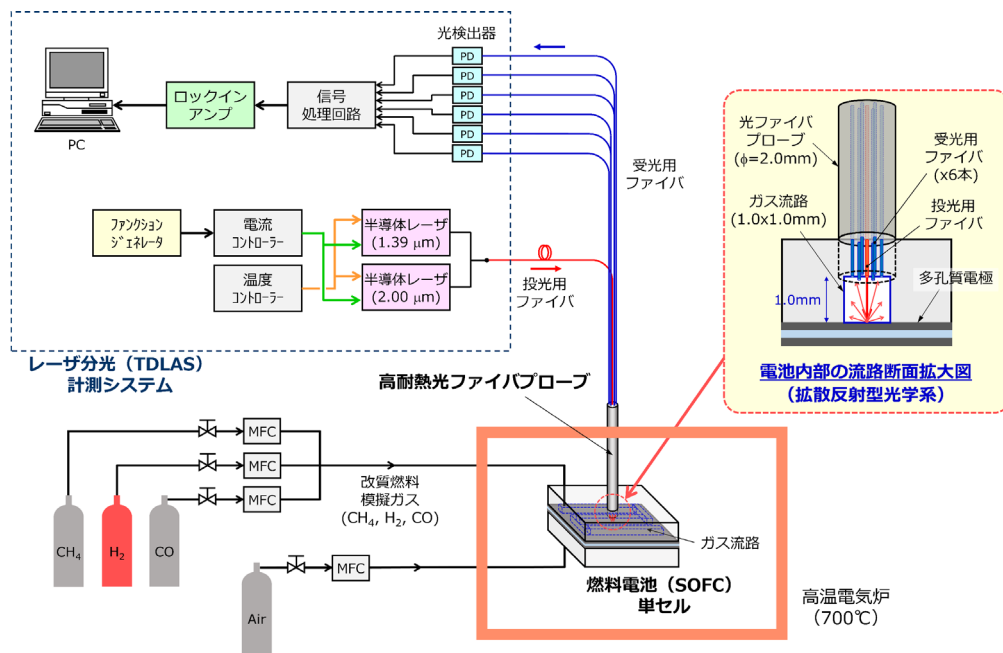 光検出器
PD
PD
PD
PD
PD
PD
信号
処理回路
ロックイン
アンプ
PC
受光用
ファイバ
ファンクション
ジェネレータ
電流
コントローラー
温度
コントローラー
半導体レーザ
(1.39 μm)
半導体レーザ
(2.00 μm)
投光用
ファイバ
レーザ分光（TDLAS）
計測システム
光ファイバ
プローブ
(ϕ=2.0mm)
ガス流路
(1.0x1.0mm)
受光用
ファイバ
(x6本)
投光用
ファイバ
多孔質電極
1.0mm
電池内部の流路断面拡大図
（拡散反射型光学系）
高耐熱光ファイバプローブ
MFC
MFC
MFC
改質燃料
模擬ガス
(CH₄, H₂, CO)
CH₄
H₂
CO
MFC
Air
ガス流路
燃料電池（SOFC）
単セル
高温電気炉
（700℃）